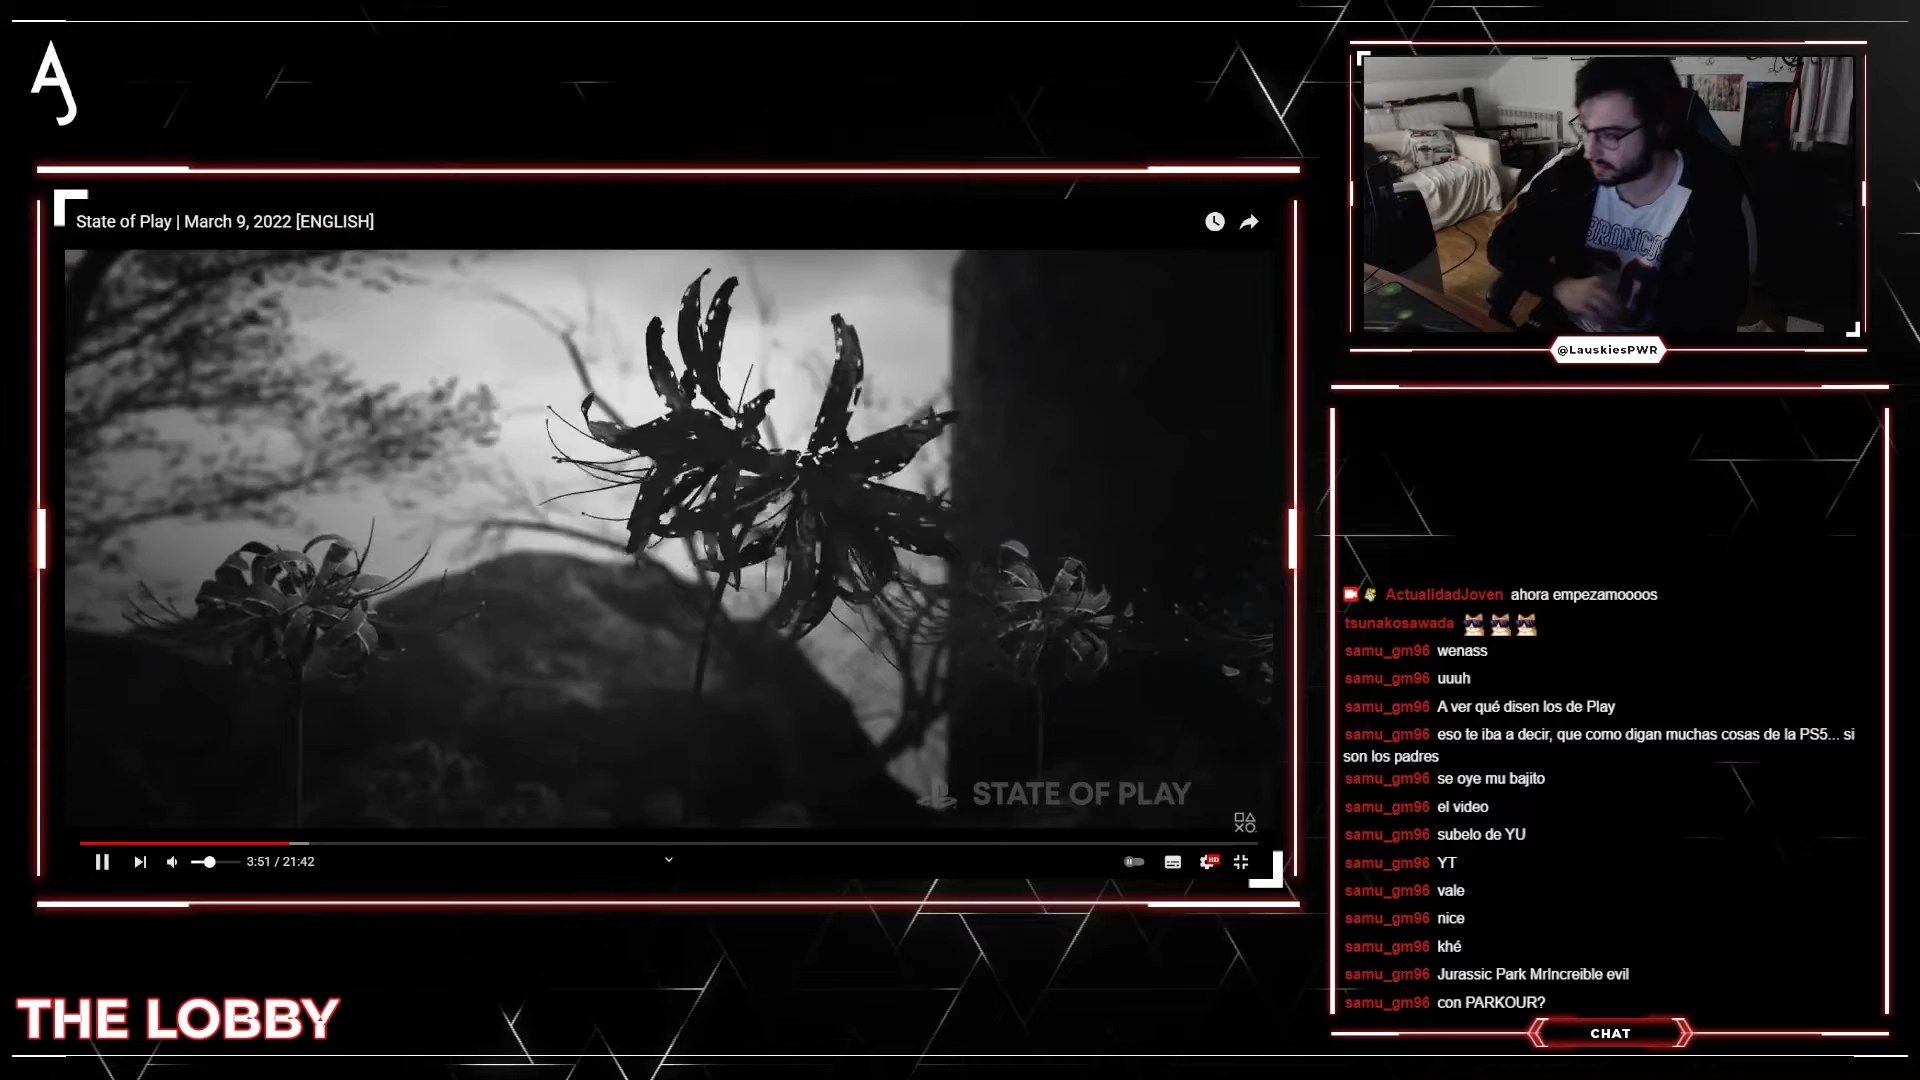 AJ
State of Play | March 9, 2022 [ENGLISH]
STATE OF PLAY
3:51 / 21:42
HD
THE LOBBY
BRONCOS
@LauskiesPWR
ActualidadJoven ahora empezamoooos
tsunakosawada
samu_gm96 wenass
samu_gm96 uuuh
samu_gm96 A ver qué disen los de Play
samu_gm96 eso te iba a decir, que como digan muchas cosas de la PS5... si
son los padres
samu_gm96 se oye mu bajito
samu_gm96 el video
samu_gm96 subelo de YU
samu_gm96 YT
samu_gm96 vale
samu_gm96 nice
samu_gm96 khé
samu_gm96 Jurassic Park MrIncreible evil
samu_gm96 con PARKOUR?
CHAT